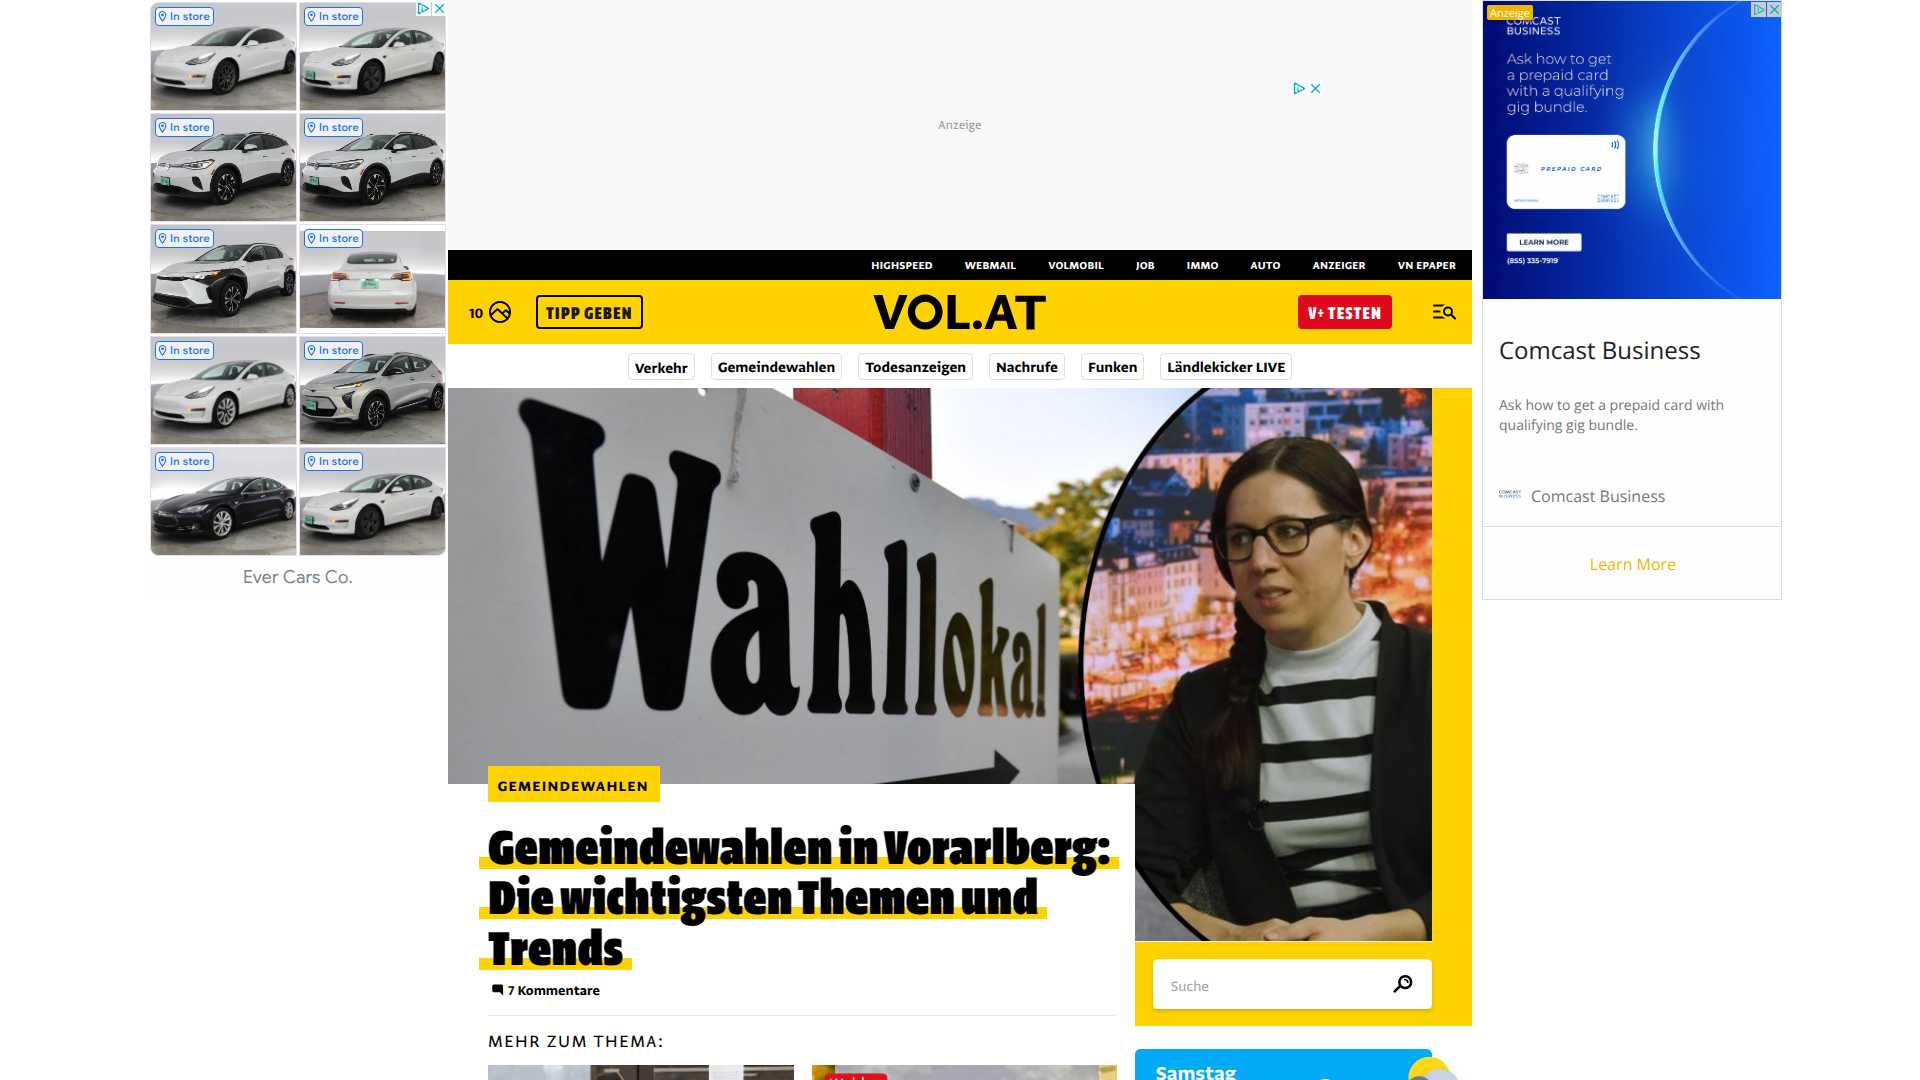 In store
In store
In store
In store
In store
In store
In store
In store
In store
In store
Ever Cars Co.
Anzeige
HIGHSPEED WEBMAIL VOLMOBIL JOB IMMO AUTO ANZEIGER VN EPAPER
10 TIPP GEBEN VOL.AT V+ TESTEN
Verkehr Gemeindewahlen Todesanzeigen Nachrufe Funken Ländlekicker LIVE
Wahllokal
GEMEINDEWAHLEN
Gemeindewahlen in Vorarlberg:
Die wichtigsten Themen und
Trends
7 Kommentare
MEHR ZUM THEMA:
Suche
Samstag
Anzeige
COMCAST
BUSINESS
Ask how to get
a prepaid card
with a qualifying
gig bundle.
PREPAID CARD
COMCAST
BUSINESS
LEARN MORE
(855) 335-7919
Comcast Business
Ask how to get a prepaid card with
qualifying gig bundle.
COMCAST
BUSINESS
Comcast Business
Learn More